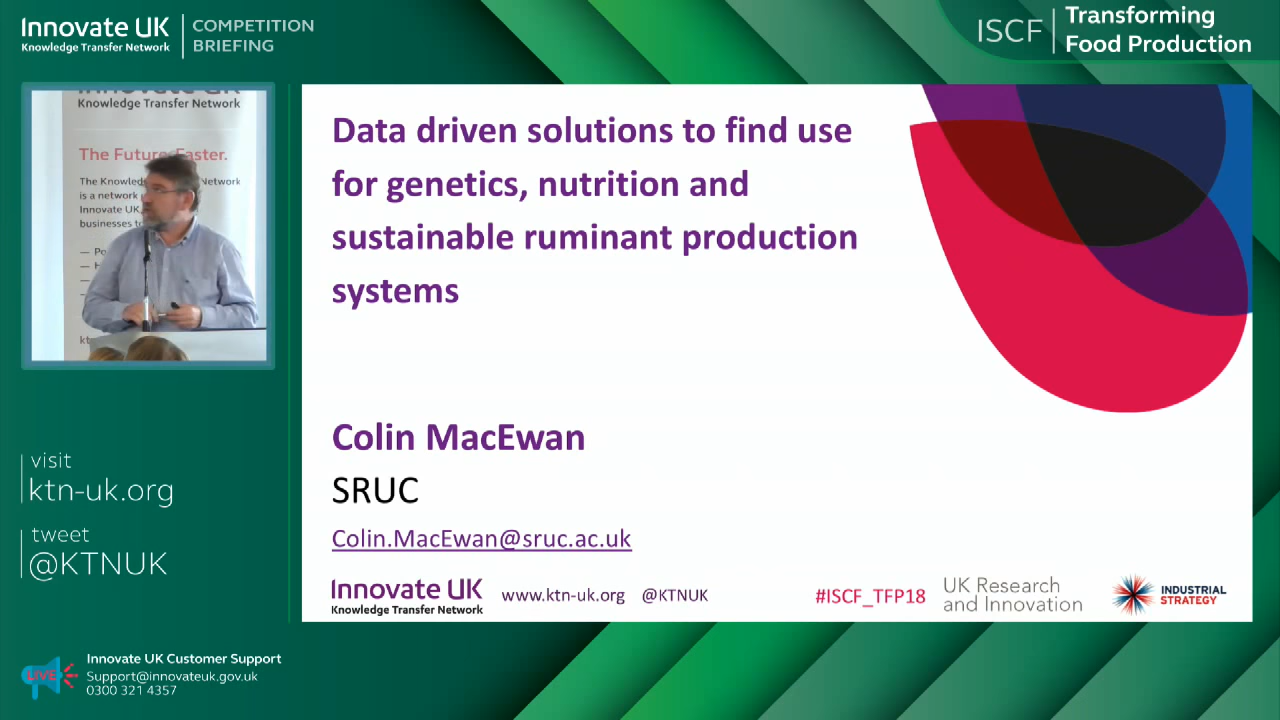 Innovate UK
Knowledge Transfer Network
COMPETITION
BRIEFING
ISCF
Transforming
Food Production
Knowledge Transfer Network
The Future Faster.
The Network
is a network
Innovate UK,
businesses
Data driven solutions to find use
for genetics, nutrition and
sustainable ruminant production
systems
Colin MacEwan
SRUC
Colin.MacEwan@sruc.ac.uk
Innovate UK
Knowledge Transfer Network
www.ktn-uk.org
@KTNUK
#ISCF_TFP18
UK Research
and Innovation
INDUSTRIAL
STRATEGY
visit
ktn-uk.org
tweet
@KTNUK
LIVE
Innovate UK Customer Support
Support@innovateuk.gov.uk
0300 321 4357